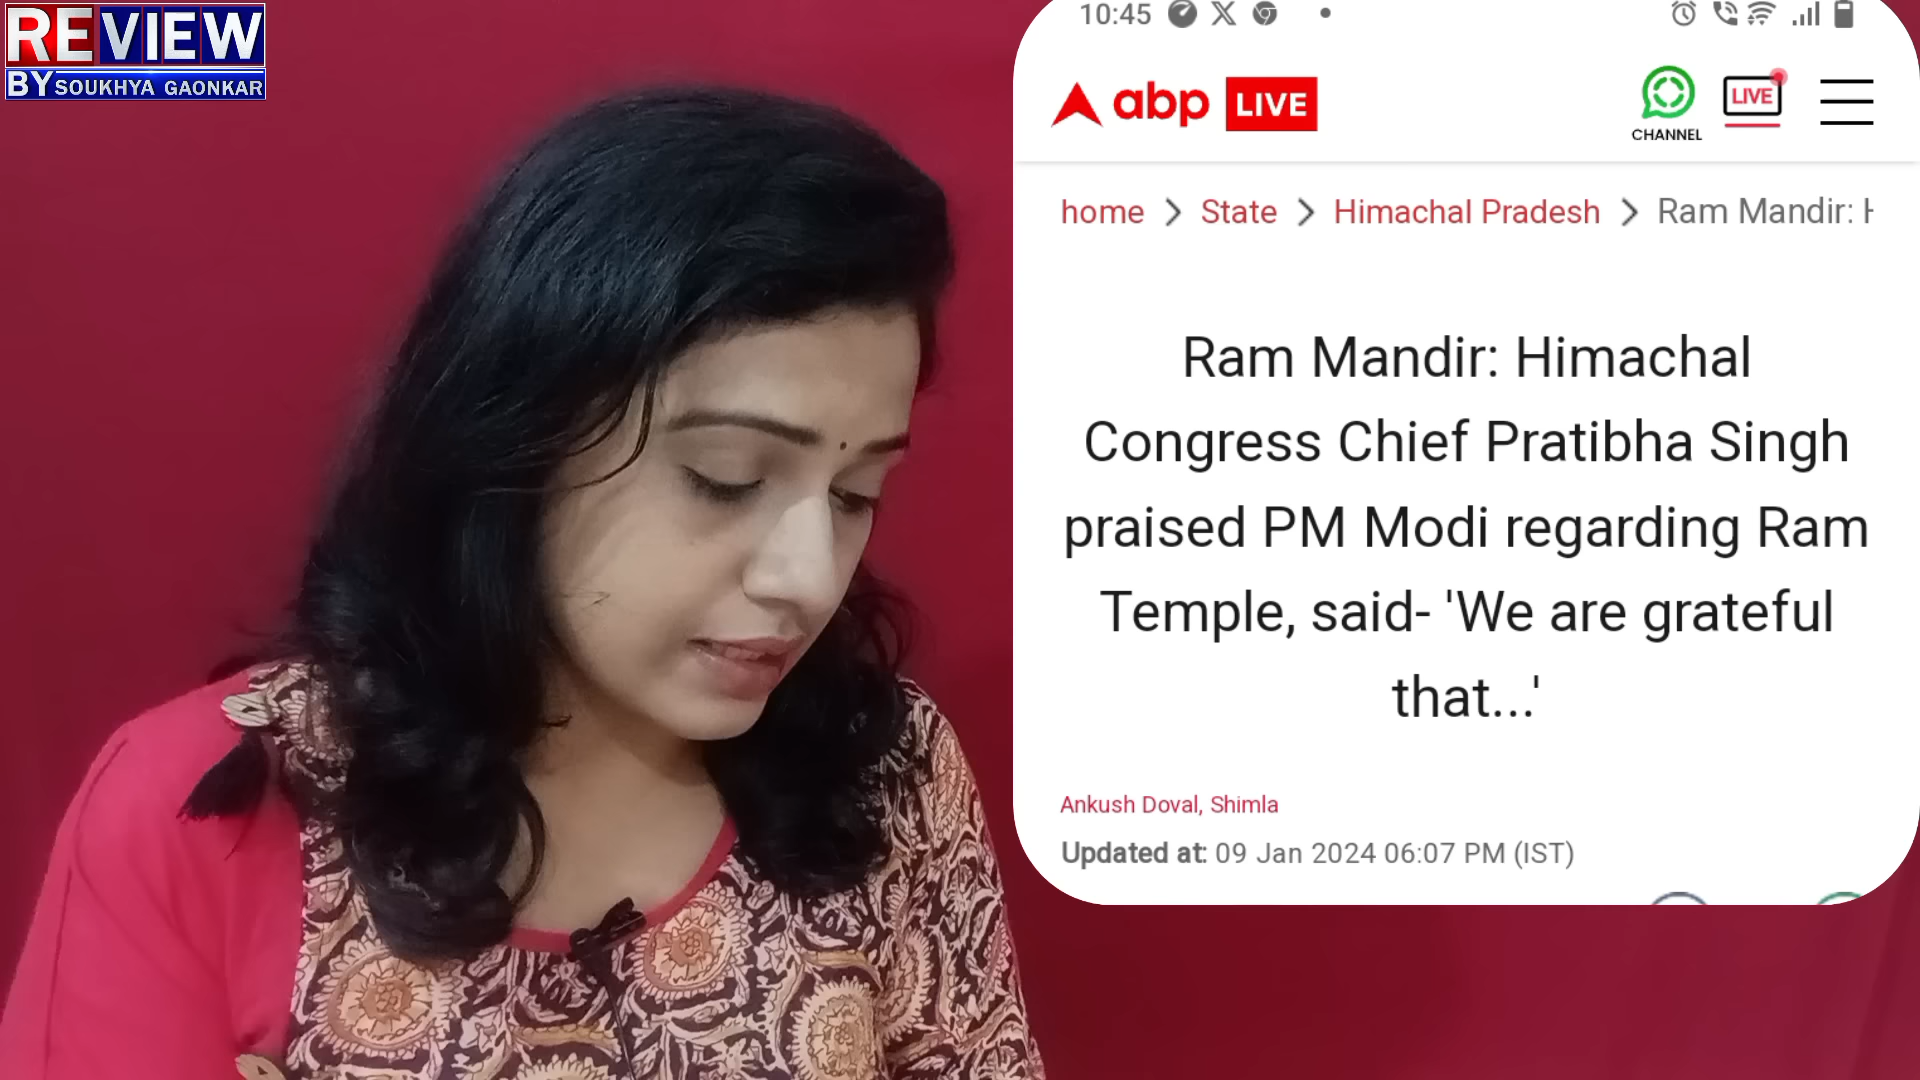 REVIEW
BY SOUKHYA GAONKAR
10:45
abp LIVE
CHANNEL
LIVE
home > State > Himachal Pradesh > Ram Mandir:
Ram Mandir: Himachal
Congress Chief Pratibha Singh
praised PM Modi regarding Ram
Temple, said- 'We are grateful
that...'
Ankush Doval, Shimla
Updated at: 09 Jan 2024 06:07 PM (IST)